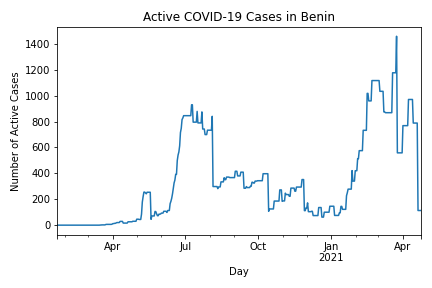 Active COVID-19 Cases in Benin
Number of Active Cases
1400
1200
1000
800
600
400
200
0
Apr
Jul
Oct
Jan
2021
Apr
Day